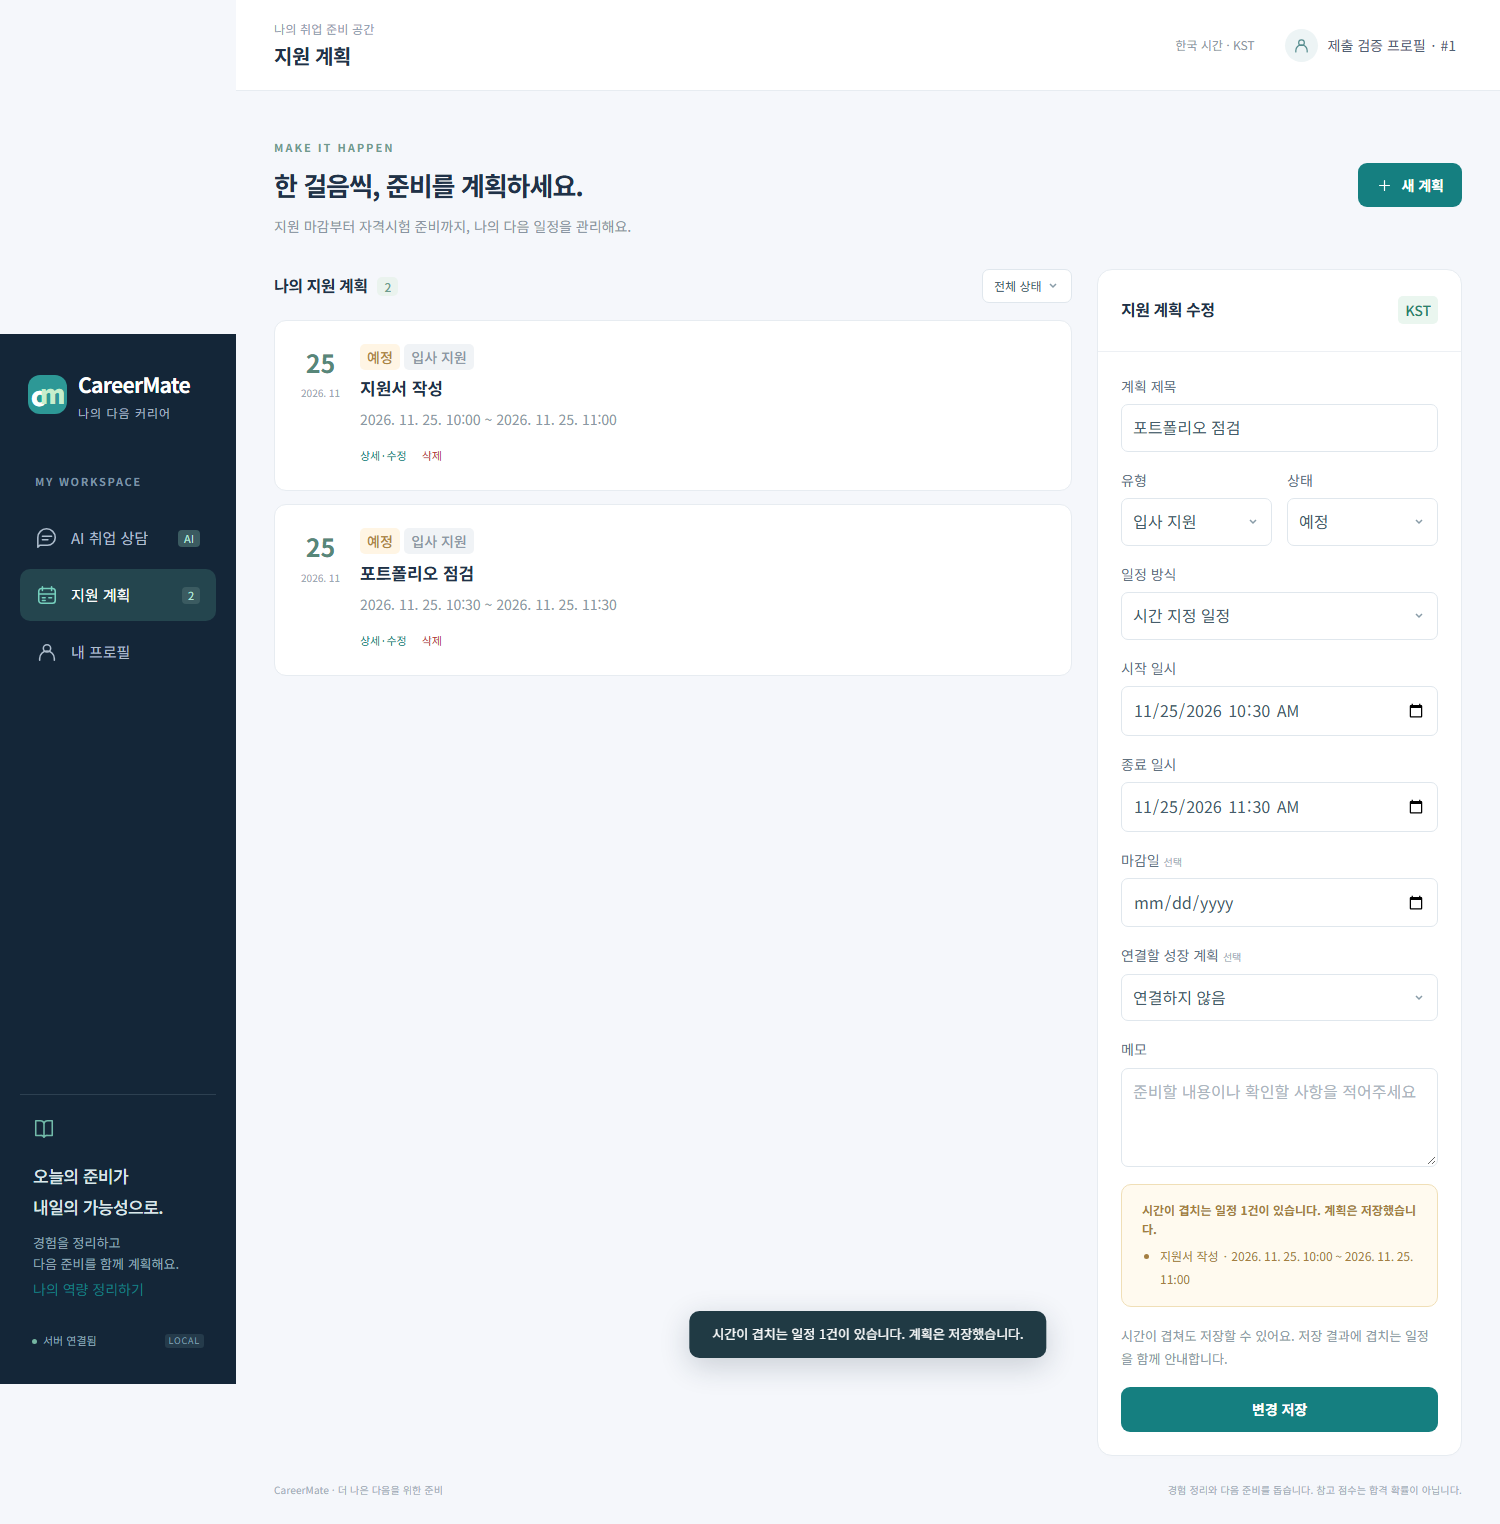 나의 취업 준비 공간
지원 계획
한국 시간 · KST
제출 검증 프로필 · #1
MAKE IT HAPPEN
한 걸음씩, 준비를 계획하세요.
지원 마감부터 자격시험 준비까지, 나의 다음 일정을 관리해요.
+ 새 계획
cm
CareerMate
나의 다음 커리어
MY WORKSPACE
AI 취업 상담 AI
지원 계획 2
내 프로필
오늘의 준비가
내일의 가능성으로.
경험을 정리하고
다음 준비를 함께 계획해요.
나의 역량 정리하기
서버 연결됨 LOCAL
나의 지원 계획 2
전체 상태
25
2026. 11
예정 입사 지원
지원서 작성
2026. 11. 25. 10:00 ~ 2026. 11. 25. 11:00
상세·수정 삭제
25
2026. 11
예정 입사 지원
포트폴리오 점검
2026. 11. 25. 10:30 ~ 2026. 11. 25. 11:30
상세·수정 삭제
지원 계획 수정 KST
계획 제목
포트폴리오 점검
유형 상태
입사 지원 예정
일정 방식
시간 지정 일정
시작 일시
11/25/2026 10:30 AM
종료 일시
11/25/2026 11:30 AM
마감일 선택
mm/dd/yyyy
연결할 성장 계획 선택
연결하지 않음
메모
준비할 내용이나 확인할 사항을 적어주세요
시간이 겹치는 일정 1건이 있습니다. 계획은 저장했습니
다.
지원서 작성 · 2026. 11. 25. 10:00 ~ 2026. 11. 25.
11:00
시간이 겹쳐도 저장할 수 있어요. 저장 결과에 겹치는 일정
을 함께 안내합니다.
변경 저장
시간이 겹치는 일정 1건이 있습니다. 계획은 저장했습니다.
CareerMate · 더 나은 다음을 위한 준비
경험 정리와 다음 준비를 돕습니다. 참고 점수는 합격 확률이 아닙니다.